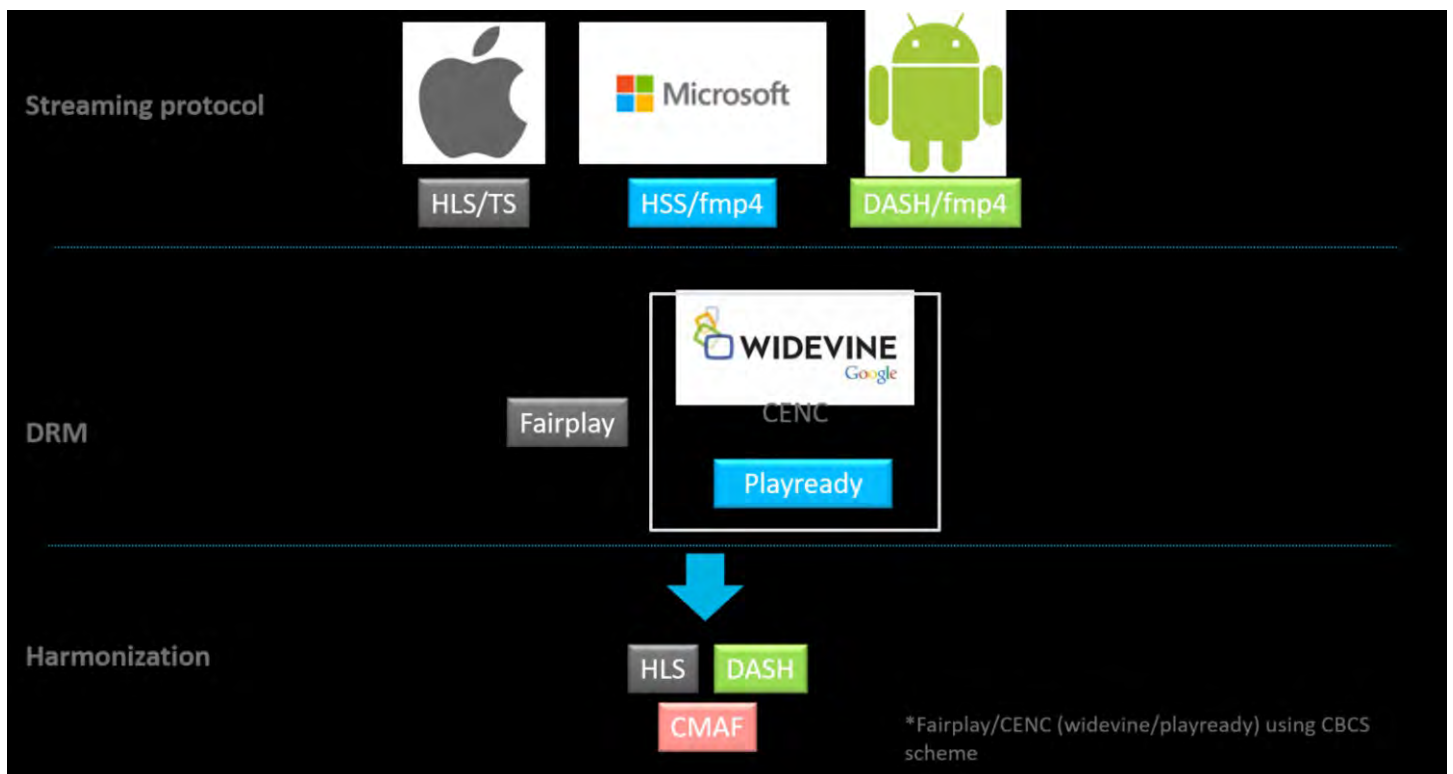 Streaming protocol
Microsoft
HLS/TS
HSS/fmp4
DASH/fmp4
WIDEVINE
Google
CENC
DRM
Fairplay
Playready
Harmonization
HLS
DASH
CMAF
*Fairplay/CENC (widevine/playready) using CBCS
scheme